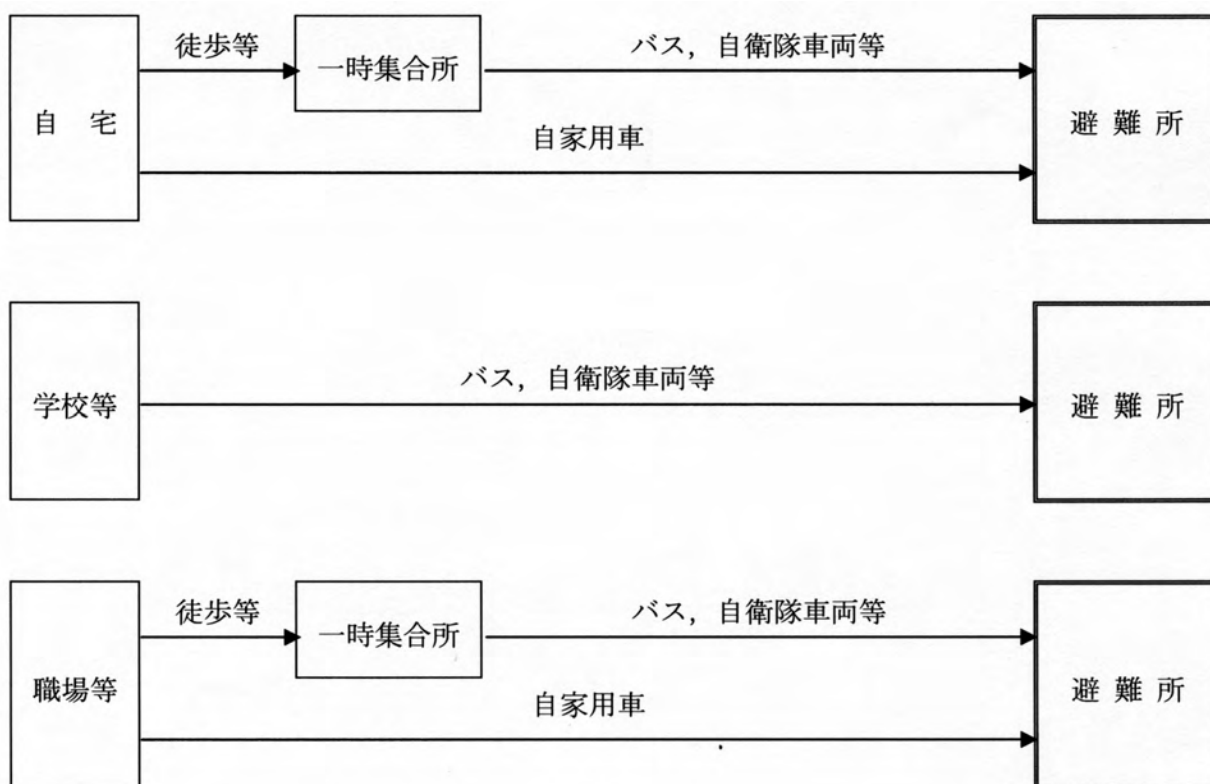 徒歩等
バス，自衛隊車両等
一時集合所
自　宅
避 難 所
自家用車
バス，自衛隊車両等
学校等
避 難 所
徒歩等
バス，自衛隊車両等
一時集合所
職場等
避 難 所
自家用車